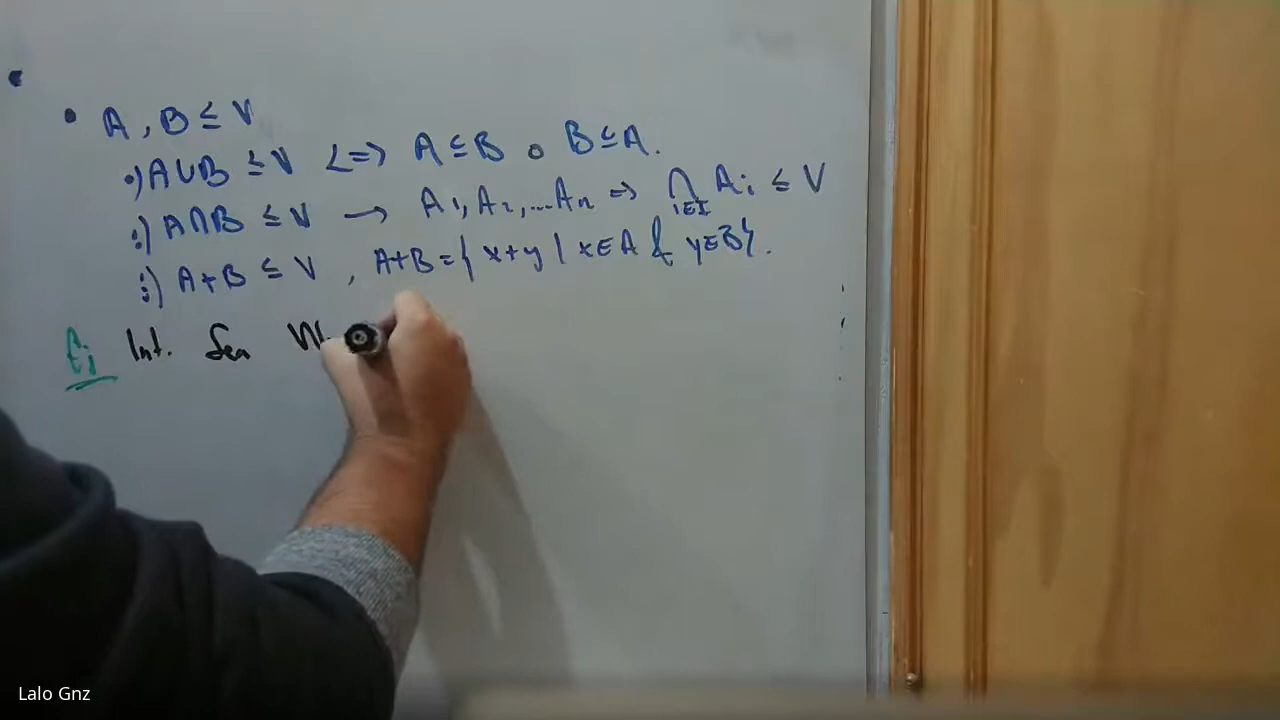 • A, B ≤ V
·) A∪B ≤ V <=> A ⊆ B o B ⊆ A.
:) A∩B ≤ V → A₁, A₂, ... Aₙ => ⋂ Aᵢ ≤ V
i∈I
⋮) A+B ≤ V, A+B = { x+y | x∈A & y∈B}.
Ej Int. Sea
Lalo Gnz